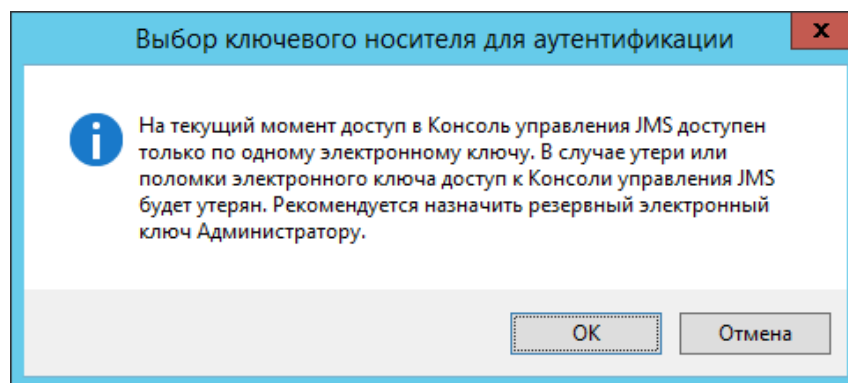 Выбор ключевого носителя для аутентификации
x
На текущий момент доступ в Консоль управления JMS доступен
только по одному электронному ключу. В случае утери или
поломки электронного ключа доступ к Консоли управления JMS
будет утерян. Рекомендуется назначить резервный электронный
ключ Администратору.
ОК
Отмена